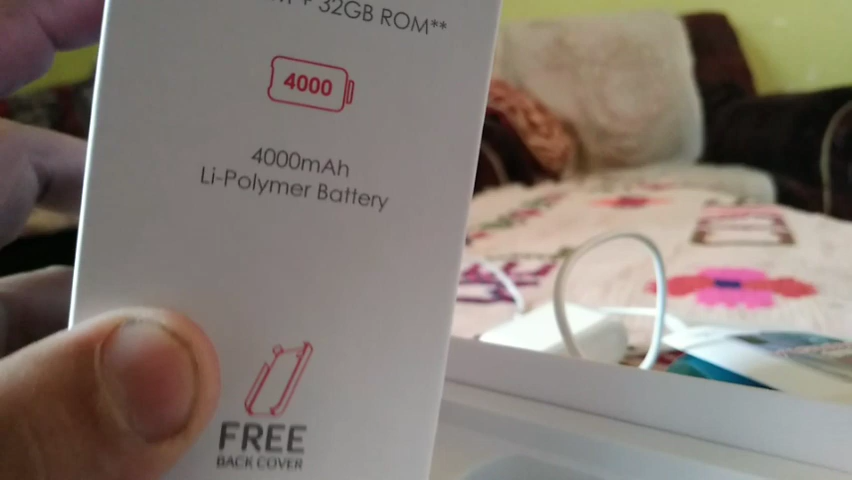 + 32GB ROM**
4000
4000mAh
Li-Polymer Battery
FREE
BACK COVER